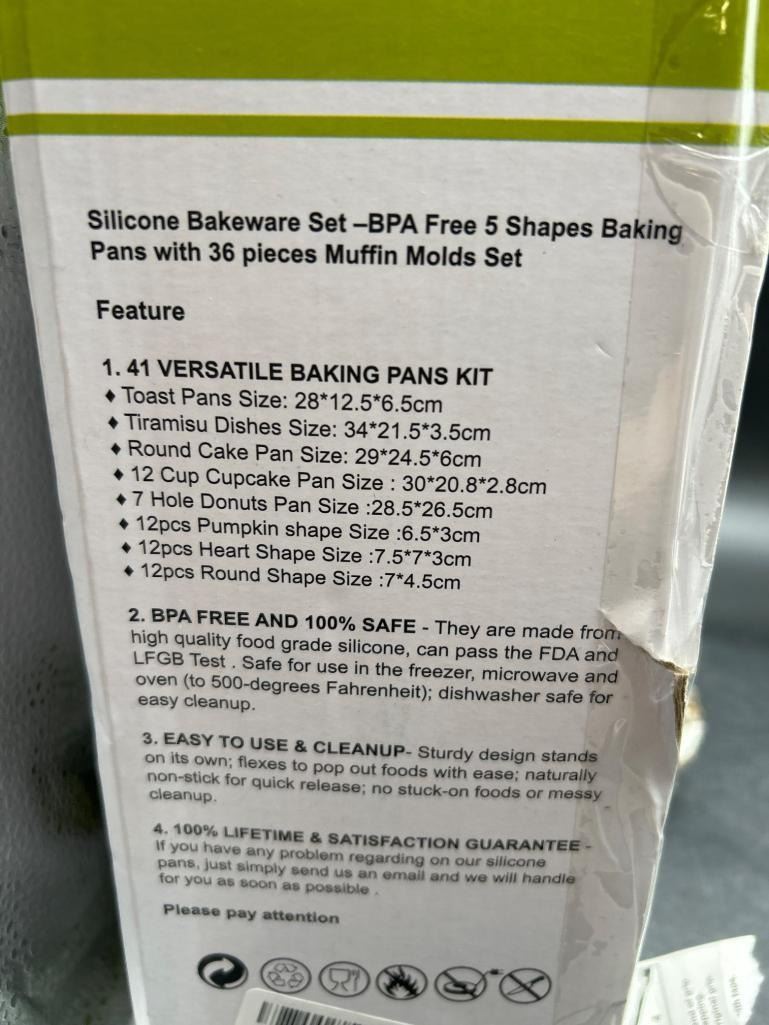 Silicone Bakeware Set –BPA Free 5 Shapes Baking
Pans with 36 pieces Muffin Molds Set
Feature
1. 41 VERSATILE BAKING PANS KIT
♦ Toast Pans Size: 28*12.5*6.5cm
♦ Tiramisu Dishes Size: 34*21.5*3.5cm
♦ Round Cake Pan Size: 29*24.5*6cm
♦ 12 Cup Cupcake Pan Size : 30*20.8*2.8cm
♦ 7 Hole Donuts Pan Size :28.5*26.5cm
♦ 12pcs Pumpkin shape Size :6.5*3cm
♦ 12pcs Heart Shape Size :7.5*7*3cm
♦ 12pcs Round Shape Size :7*4.5cm
2. BPA FREE AND 100% SAFE - They are made from
high quality food grade silicone, can pass the FDA and
LFGB Test . Safe for use in the freezer, microwave and
oven (to 500-degrees Fahrenheit); dishwasher safe for
easy cleanup.
3. EASY TO USE & CLEANUP- Sturdy design stands
on its own; flexes to pop out foods with ease; naturally
non-stick for quick release; no stuck-on foods or messy
cleanup.
4. 100% LIFETIME & SATISFACTION GUARANTEE -
If you have any problem regarding on our silicone
pans, just simply send us an email and we will handle
for you as soon as possible .
Please pay attention